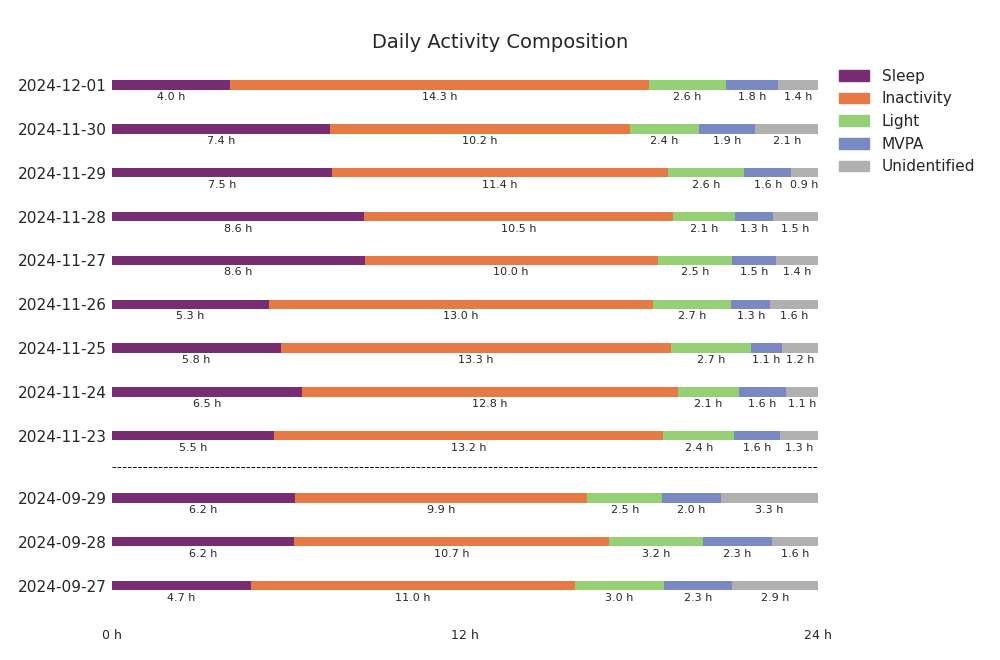 Daily Activity Composition
Sleep
Inactivity
Light
MVPA
Unidentified
2024-12-01
4.0 h 14.3 h 2.6 h 1.8 h 1.4 h
2024-11-30
7.4 h 10.2 h 2.4 h 1.9 h 2.1 h
2024-11-29
7.5 h 11.4 h 2.6 h 1.6 h 0.9 h
2024-11-28
8.6 h 10.5 h 2.1 h 1.3 h 1.5 h
2024-11-27
8.6 h 10.0 h 2.5 h 1.5 h 1.4 h
2024-11-26
5.3 h 13.0 h 2.7 h 1.3 h 1.6 h
2024-11-25
5.8 h 13.3 h 2.7 h 1.1 h 1.2 h
2024-11-24
6.5 h 12.8 h 2.1 h 1.6 h 1.1 h
2024-11-23
5.5 h 13.2 h 2.4 h 1.6 h 1.3 h
2024-09-29
6.2 h 9.9 h 2.5 h 2.0 h 3.3 h
2024-09-28
6.2 h 10.7 h 3.2 h 2.3 h 1.6 h
2024-09-27
4.7 h 11.0 h 3.0 h 2.3 h 2.9 h
0 h 12 h 24 h